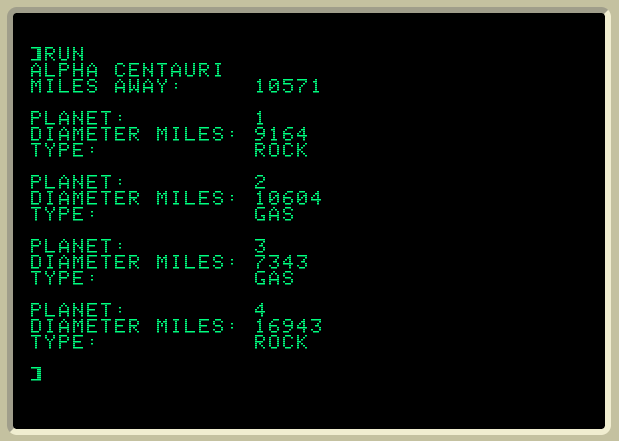 ]RUN
ALPHA CENTAURI
MILES AWAY: 10571
PLANET: 1
DIAMETER MILES: 9164
TYPE: ROCK
PLANET: 2
DIAMETER MILES: 10604
TYPE: GAS
PLANET: 3
DIAMETER MILES: 7343
TYPE: GAS
PLANET: 4
DIAMETER MILES: 16943
TYPE: ROCK
]